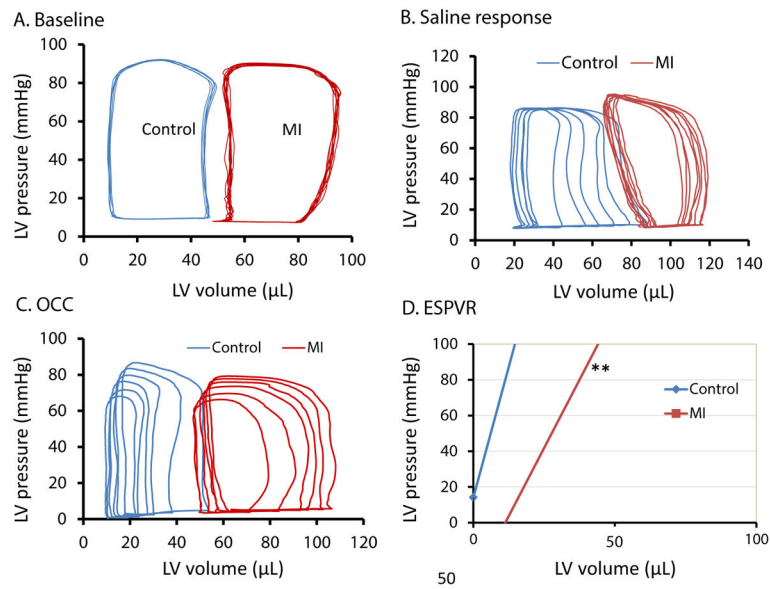 A. Baseline
LV pressure (mmHg)
100
80
60
40
20
0
Control
MI
0 20 40 60 80 100
LV volume (µL)
B. Saline response
LV pressure (mmHg)
120
100
80
60
40
20
0
Control MI
0 20 40 60 80 100 120 140
LV volume (µL)
C. OCC
LV pressure (mmHg)
100
80
60
40
20
0
Control MI
0 20 40 60 80 100 120
LV volume (µL)
D. ESPVR
LV pressure (mmHg)
100
80
60
40
20
0
**
Control
MI
0 50 100
LV volume (µL)
50